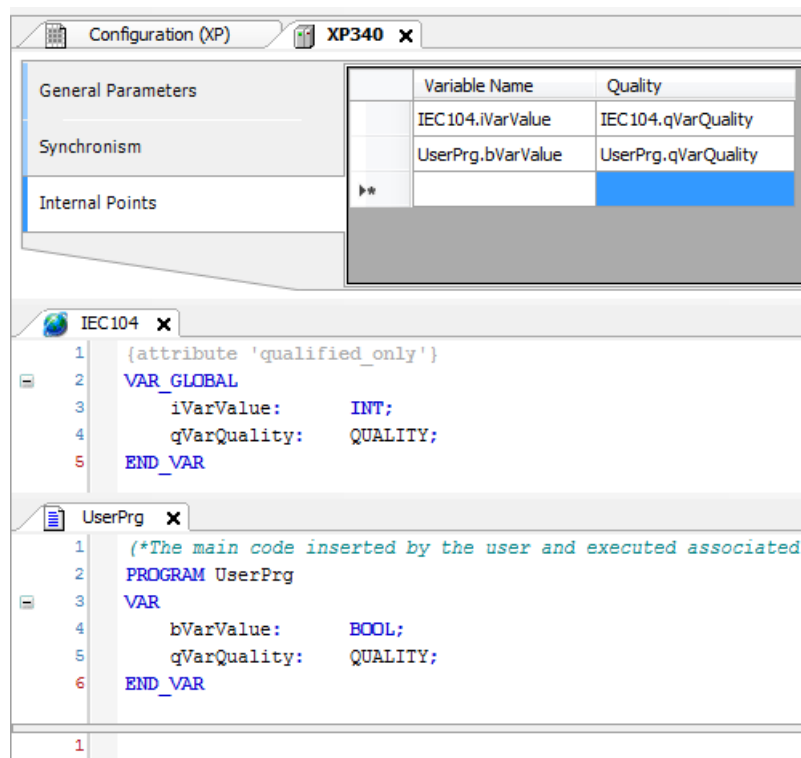 Configuration (XP) XP340
General Parameters
Synchronism
Internal Points
Variable Name Quality
IEC104.iVarValue IEC104.qVarQuality
UserPrg.bVarValue UserPrg.qVarQuality
IEC104
1 {attribute 'qualified_only'}
2 VAR_GLOBAL
3 iVarValue: INT;
4 qVarQuality: QUALITY;
5 END_VAR
UserPrg
1 (*The main code inserted by the user and executed associated
2 PROGRAM UserPrg
3 VAR
4 bVarValue: BOOL;
5 qVarQuality: QUALITY;
6 END_VAR
1